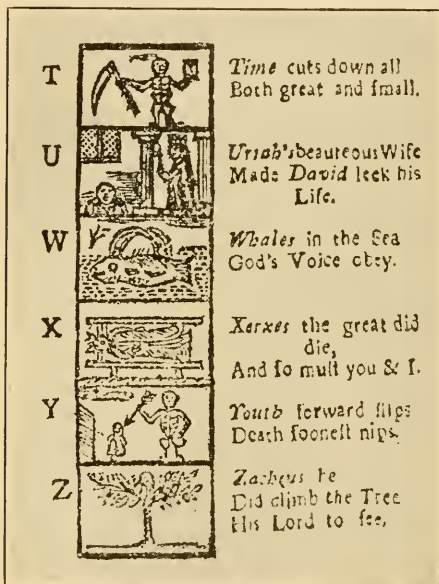 T
Time cuts down all
Both great and ſmall.
U
Uriah's beauteous Wife
Made David ſeek his
Life.
W
Whales in the Sea
God's Voice obey.
X
Xerxes the great did
die,
And ſo muſt you & I.
Y
Youth forward ſlips
Death ſooneſt nips.
Z
Zacheus he
Did climb the Tree
His Lord to ſee,